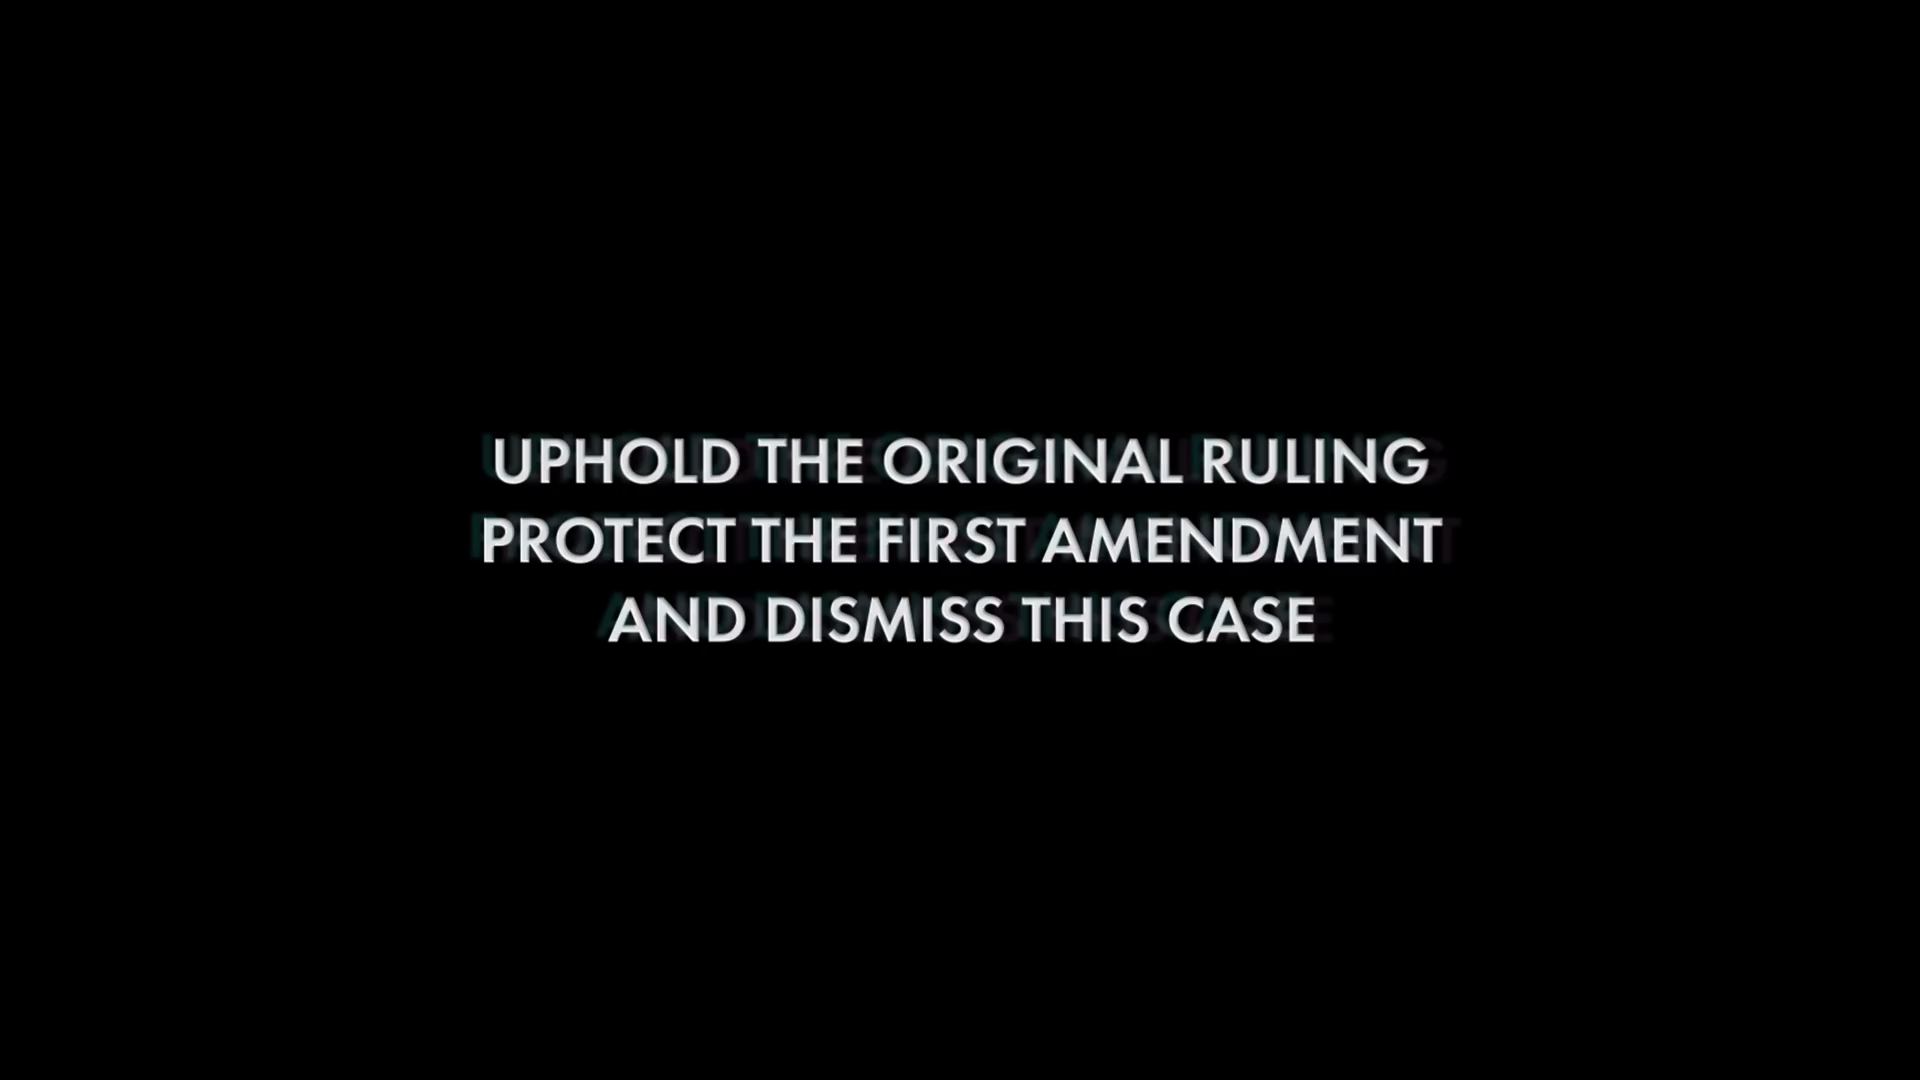 UPHOLD THE ORIGINAL RULING
PROTECT THE FIRST AMENDMENT
AND DISMISS THIS CASE